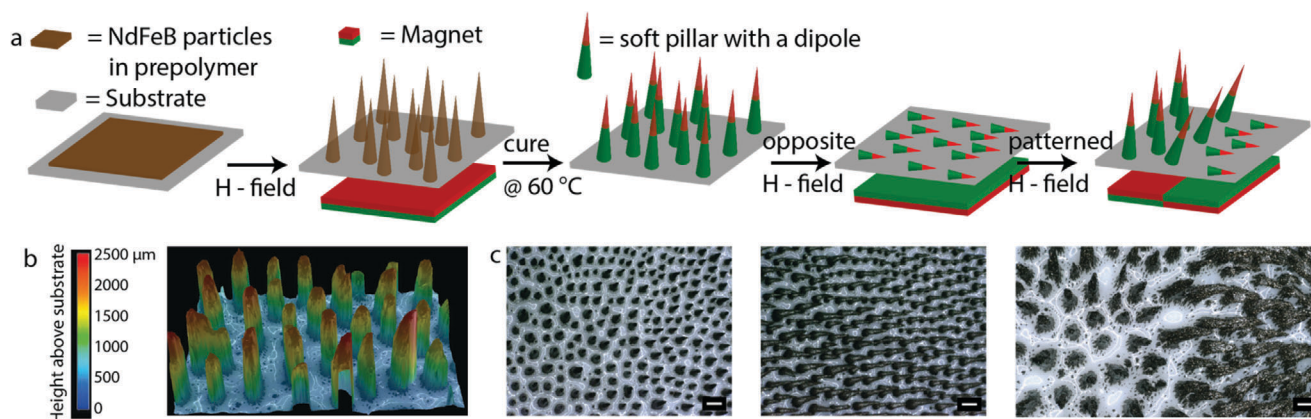 a
= NdFeB particles
in prepolymer
= Magnet
= soft pillar with a dipole
= Substrate
H - field
cure
@ 60 °C
opposite
H - field
patterned
H - field
b
Height above substrate
2500 µm
2000
1500
1000
500
0
c